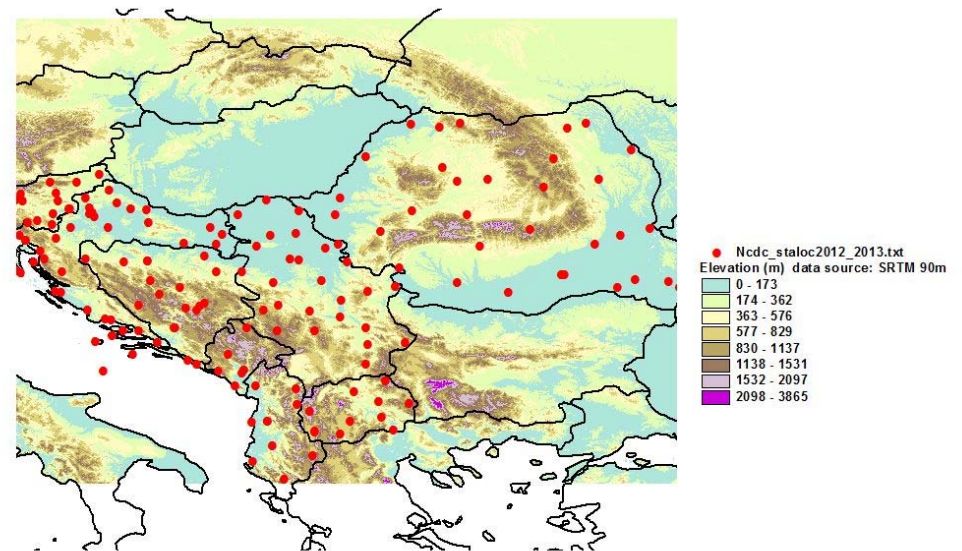 Ncdc_staloc2012_2013.txt
Elevation (m) data source: SRTM 90m
0 - 173
174 - 362
363 - 576
577 - 829
830 - 1137
1138 - 1531
1532 - 2097
2098 - 3865